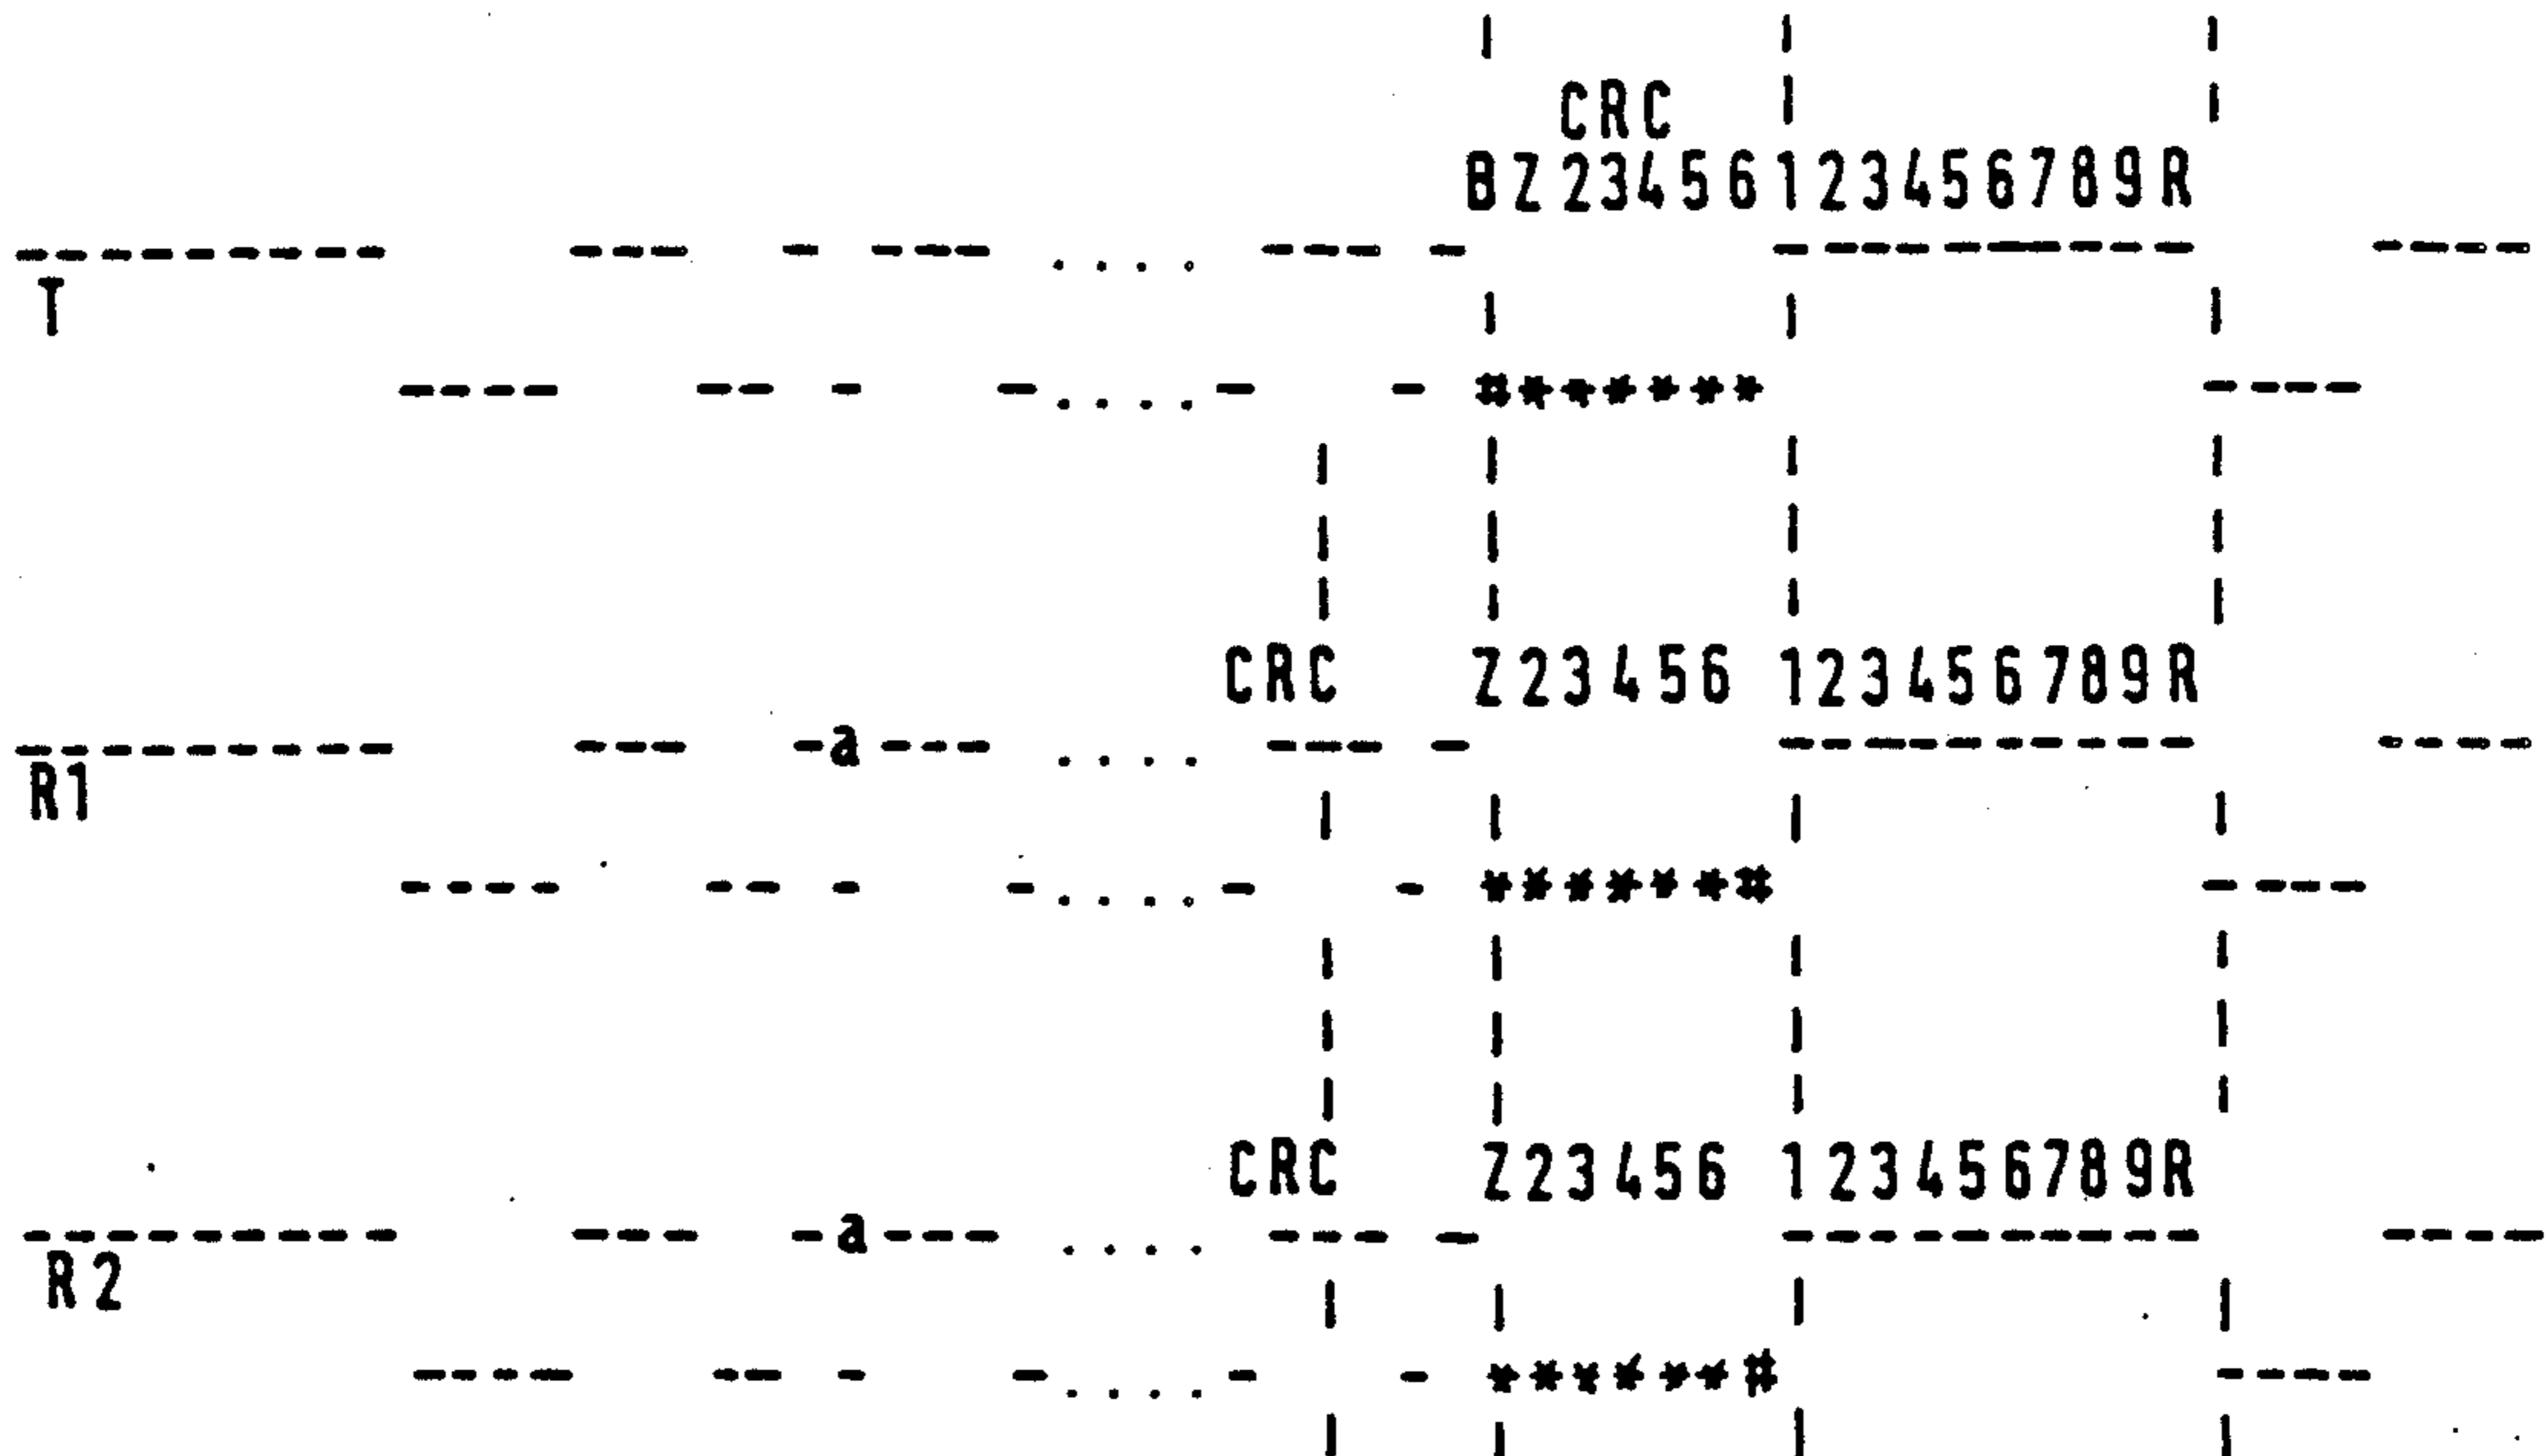 CRC
BZ23456123456789R
---------- --- - --- .... --- - ---------- ----
T
---- -- - -....- - #******
----
CRC Z23456 123456789R
--------- --- -a--- .... --- - ---------- ----
R1
---- -- - -....- - ******#
----
CRC Z23456 123456789R
--------- --- -a--- .... --- - ---------- ----
R2
---- -- - -....- - ******#
----